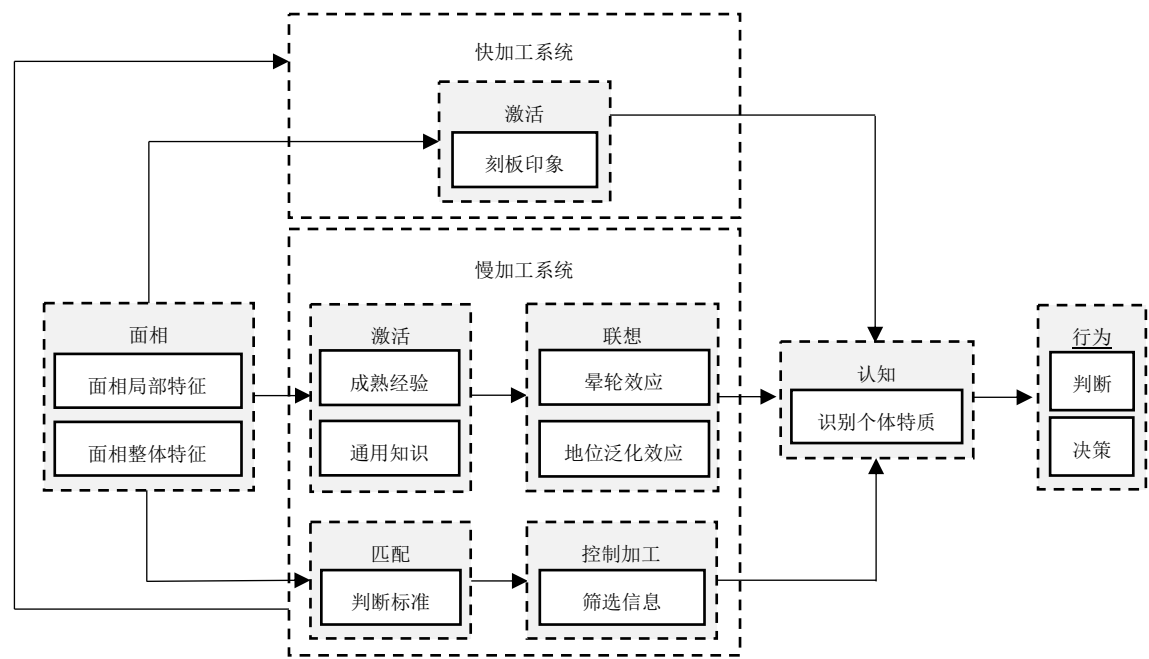 快加工系统
激活
刻板印象
慢加工系统
面相
面相局部特征
面相整体特征
激活
成熟经验
通用知识
联想
晕轮效应
地位泛化效应
匹配
判断标准
控制加工
筛选信息
认知
识别个体特质
行为
判断
决策